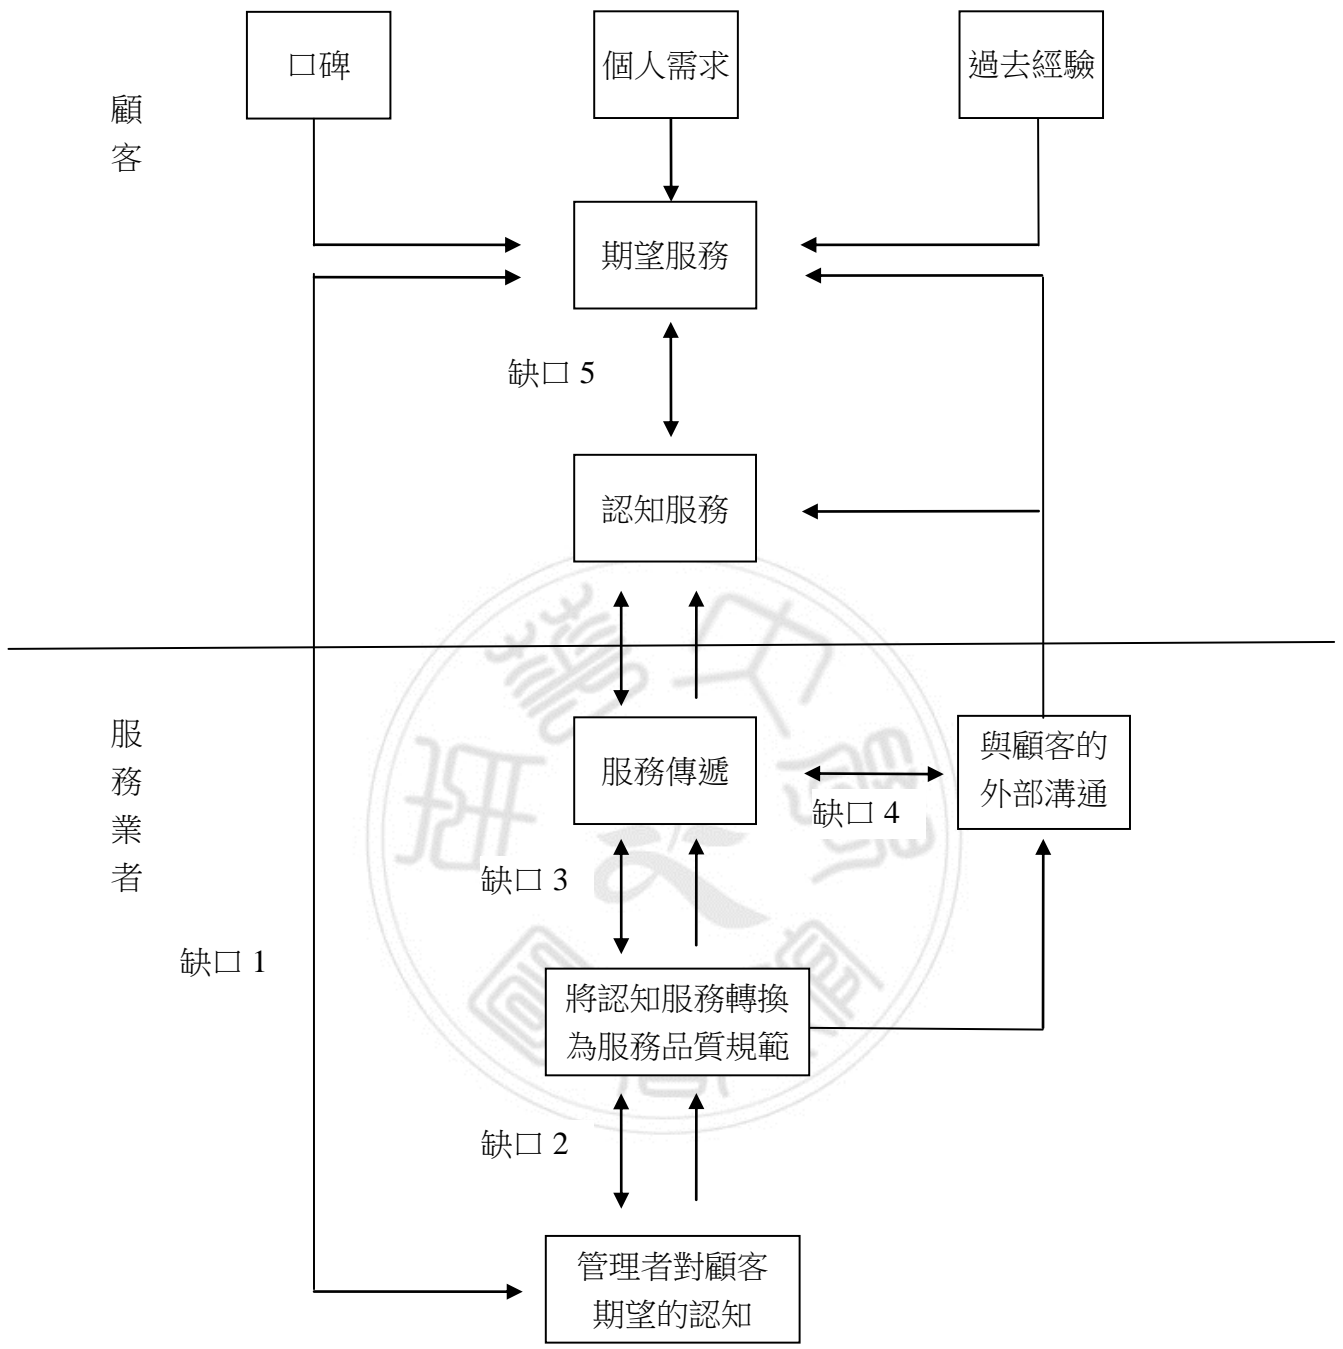 口碑
個人需求
過去經驗
顧
客
期望服務
缺口 5
認知服務
服
務
業
者
服務傳遞
與顧客的
外部溝通
缺口 4
缺口 3
缺口 1
將認知服務轉換
為服務品質規範
缺口 2
管理者對顧客
期望的認知